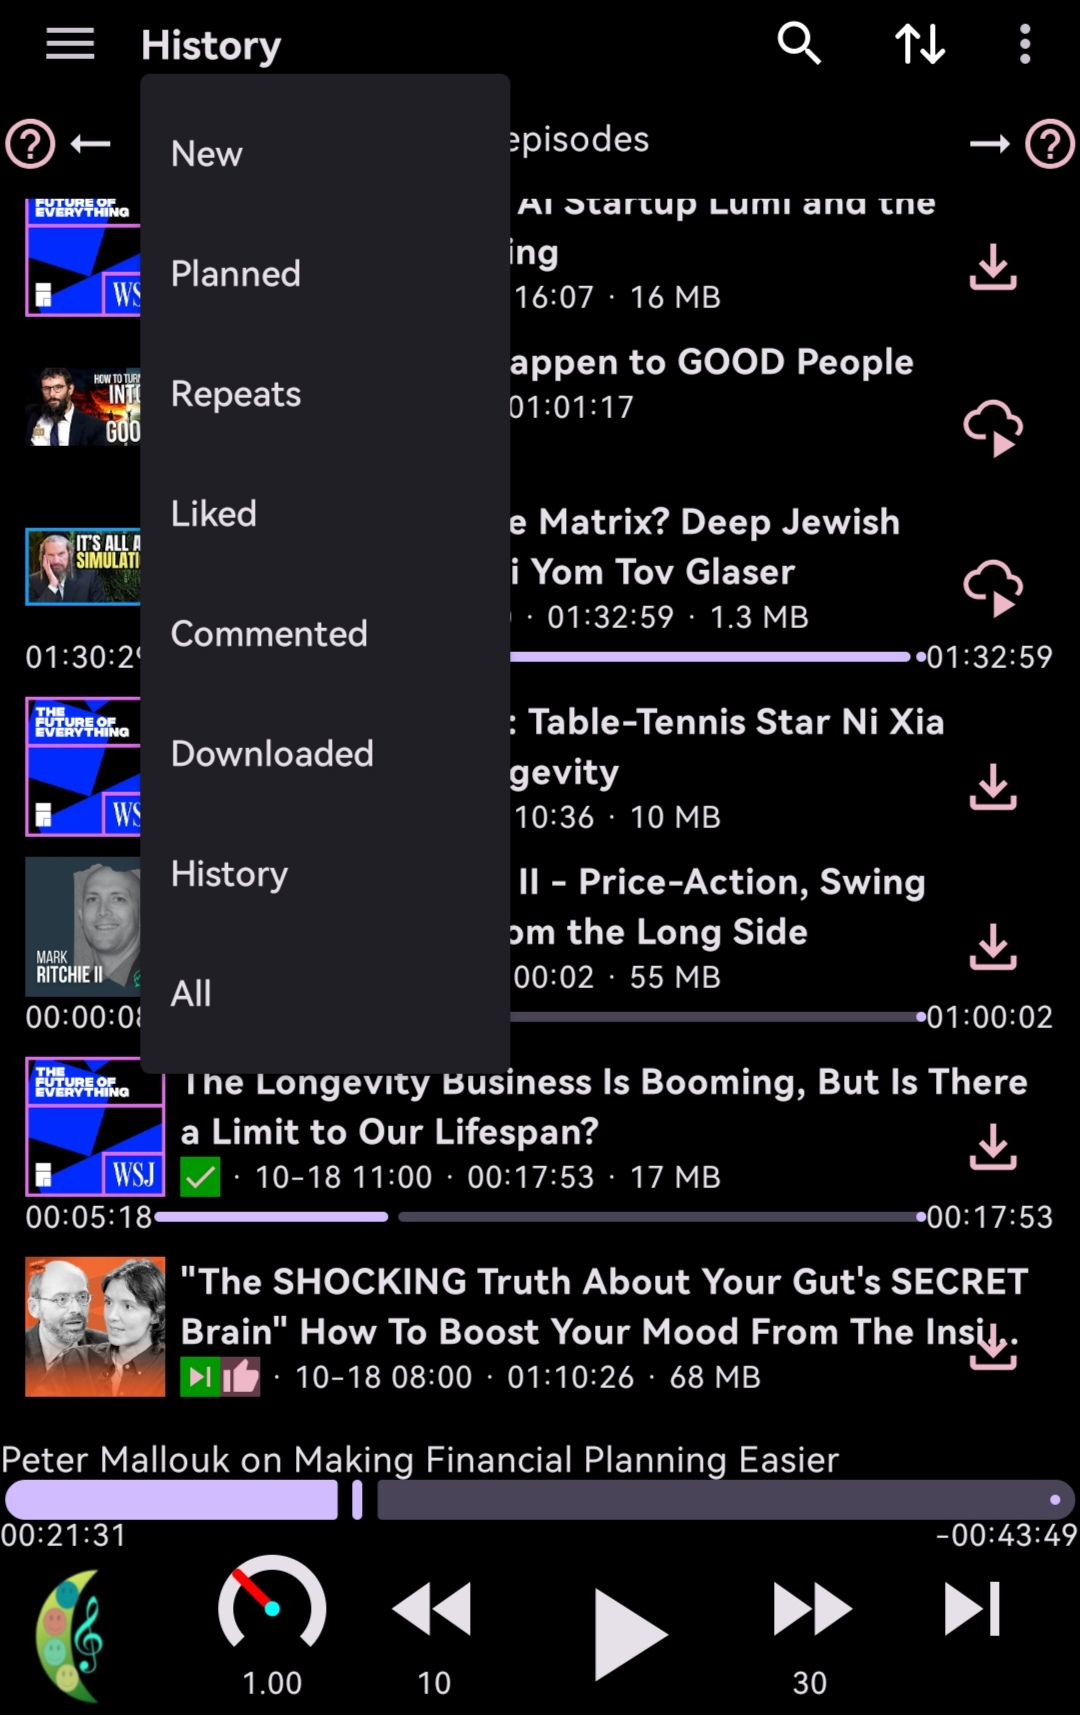 History
New
Planned
Repeats
Liked
Commented
Downloaded
History
All
episodes
FUTURE OF
EVERYTHING
AI Startup Lumi and the
ing
16:07 · 16 MB
HOW TO TURN
INTO
GOO
appen to GOOD People
01:01:17
IT'S ALL A
SIMULATI
e Matrix? Deep Jewish
i Yom Tov Glaser
· 01:32:59 · 1.3 MB
01:30:29
01:32:59
THE
FUTURE OF
EVERYTHING
WS
: Table-Tennis Star Ni Xia
gevity
10:36 · 10 MB
MARK
RITCHIE II
II - Price-Action, Swing
om the Long Side
00:02 · 55 MB
00:00:08
01:00:02
THE
FUTURE OF
EVERYTHING
WSJ
The Longevity Business Is Booming, But Is There
a Limit to Our Lifespan?
· 10-18 11:00 · 00:17:53 · 17 MB
00:05:18
00:17:53
"The SHOCKING Truth About Your Gut's SECRET
Brain" How To Boost Your Mood From The Insi...
· 10-18 08:00 · 01:10:26 · 68 MB
Peter Mallouk on Making Financial Planning Easier
00:21:31
-00:43:49
1.00
10
30